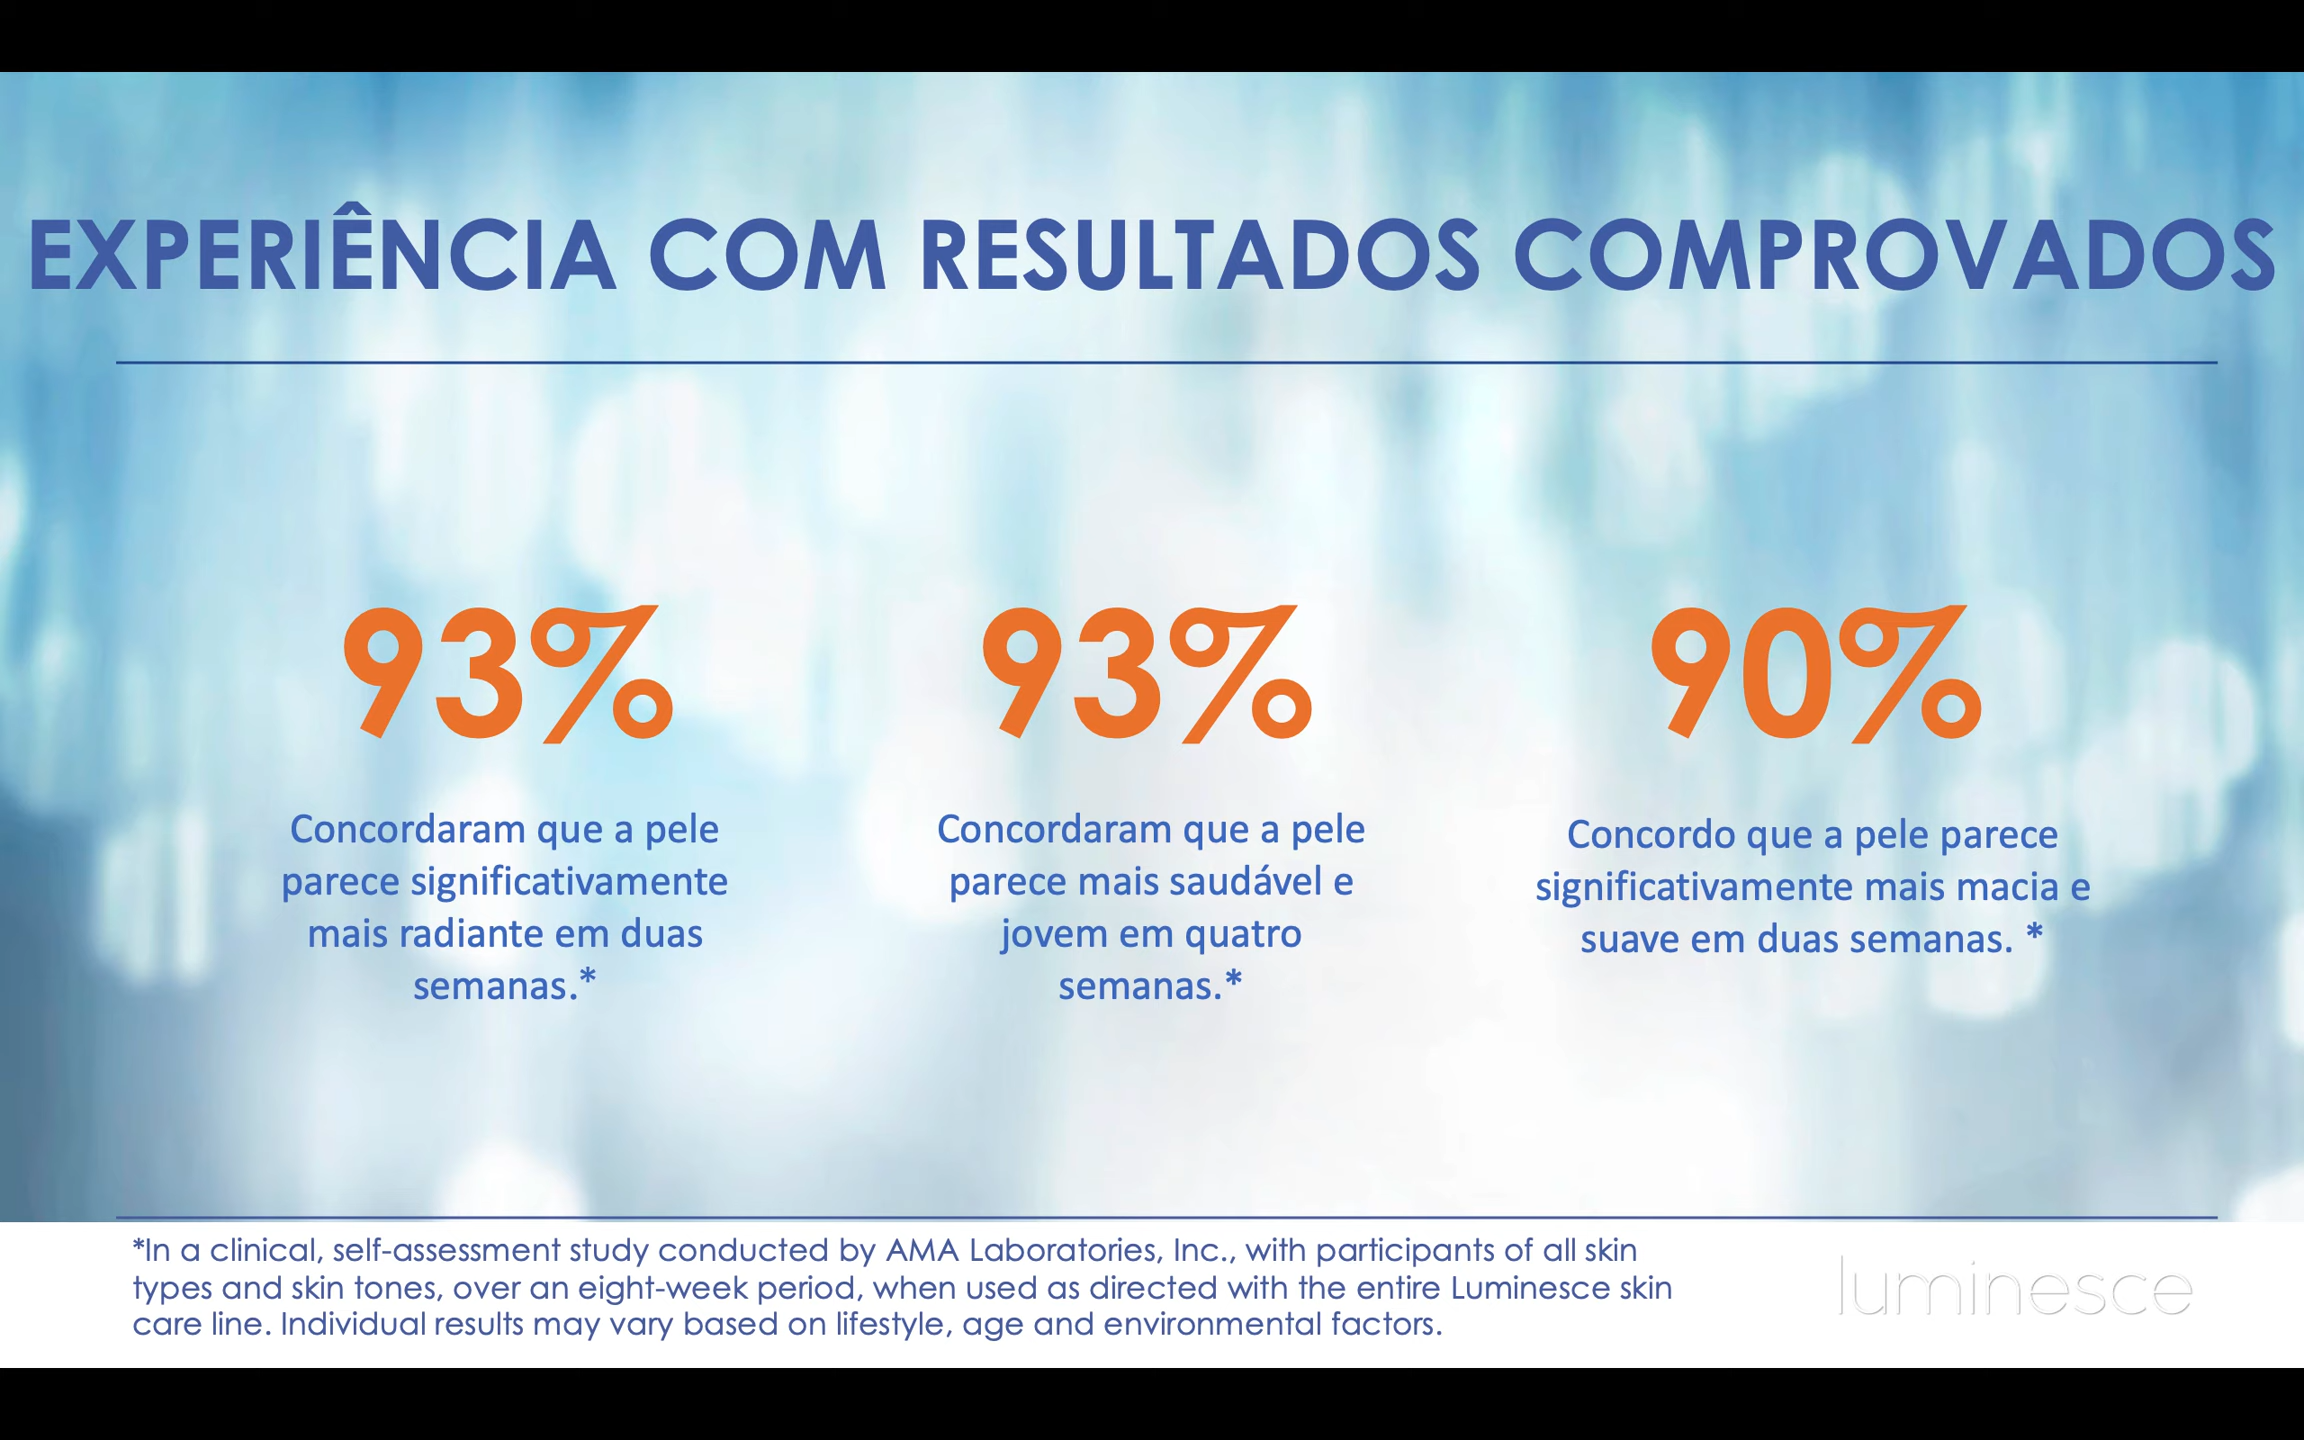 EXPERIÊNCIA COM RESULTADOS COMPROVADOS
93%
Concordaram que a pele
parece significativamente
mais radiante em duas
semanas.*
93%
Concordaram que a pele
parece mais saudável e
jovem em quatro
semanas.*
90%
Concordo que a pele parece
significativamente mais macia e
suave em duas semanas. *
*In a clinical, self-assessment study conducted by AMA Laboratories, Inc., with participants of all skin
types and skin tones, over an eight-week period, when used as directed with the entire Luminesce skin
care line. Individual results may vary based on lifestyle, age and environmental factors.
luminesce